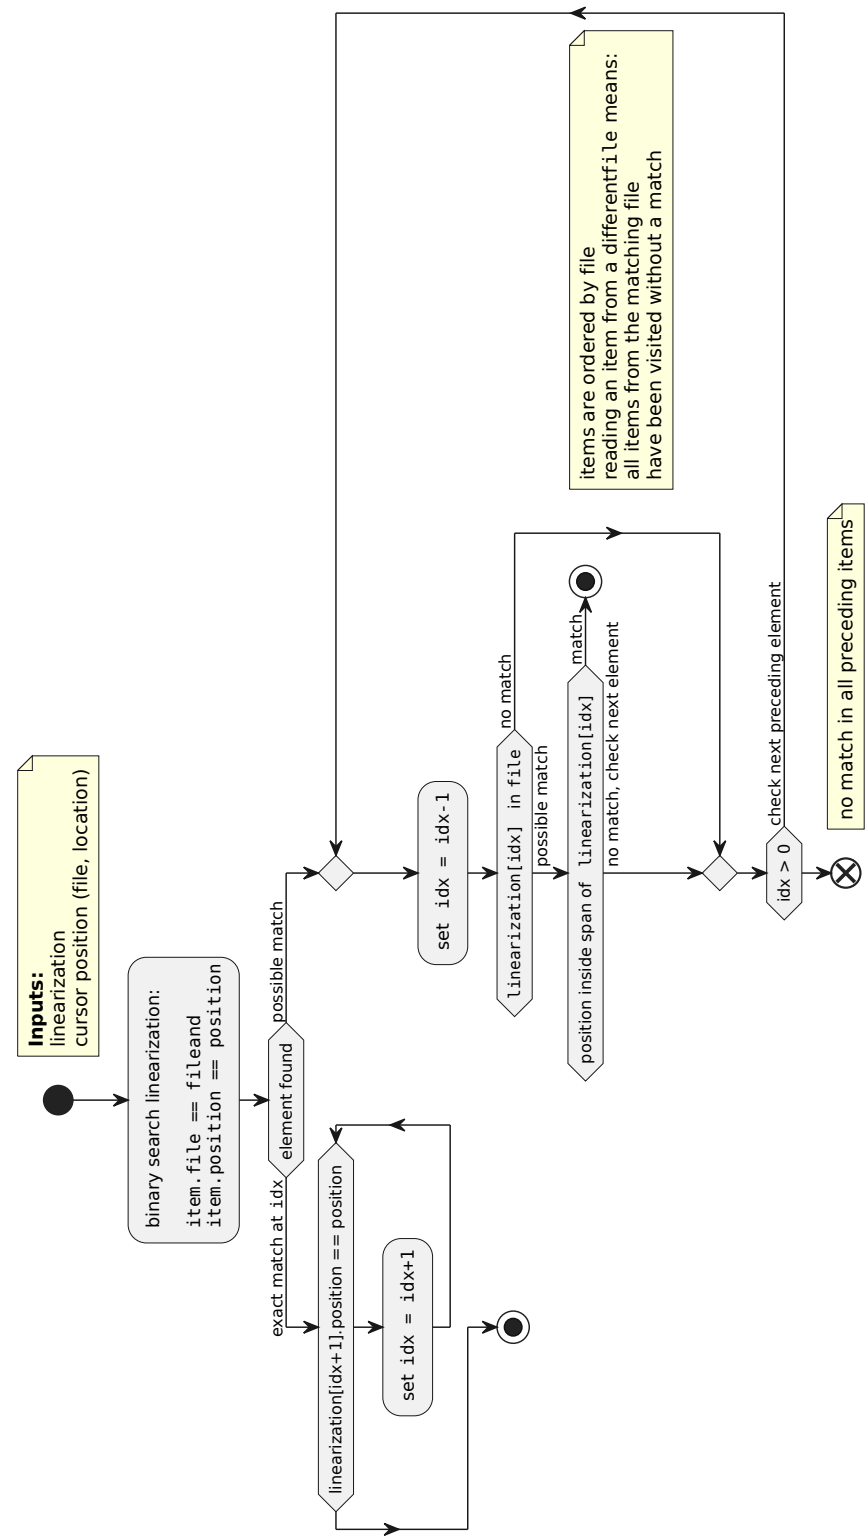 Inputs:
linearization
cursor position (file, location)
binary search linearization:
item.file == fileand
item.position == position
element found
exact match at idx
possible match
linearization[idx+1].position == position
set idx = idx+1
set idx = idx-1
linearization[idx] in file
no match
possible match
position inside span of linearization[idx]
match
no match, check next element
items are ordered by file
reading an item from a differentfile means:
all items from the matching file
have been visited without a match
idx > 0
check next preceding element
no match in all preceding items